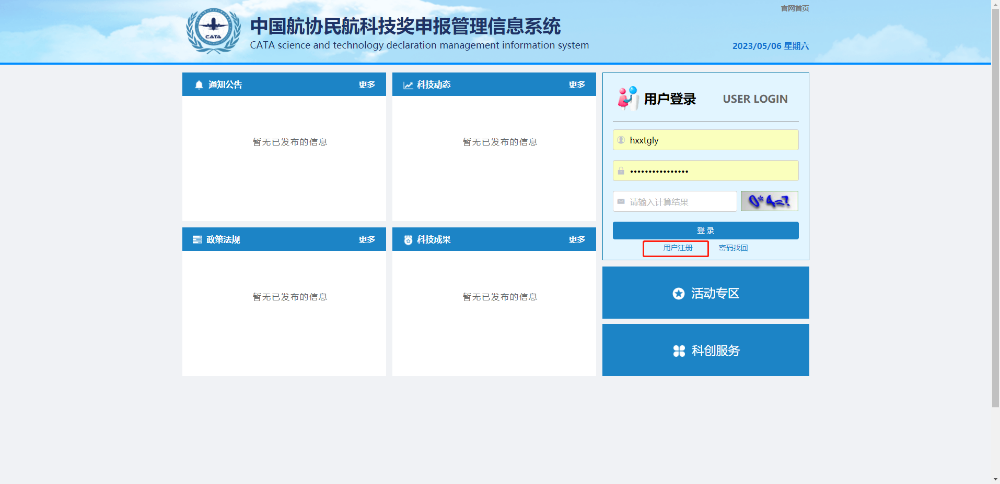 官网首页
CATA
中国航协民航科技奖申报管理信息系统
CATA science and technology declaration management information system
2023/05/06 星期六
通知公告 更多
暂无已发布的信息
科技动态 更多
暂无已发布的信息
政策法规 更多
暂无已发布的信息
科技成果 更多
暂无已发布的信息
用户登录 USER LOGIN
hxxtgly
••••••••••••••••
请输入计算结果 0*4=?
登 录
用户注册 密码找回
活动专区
科创服务